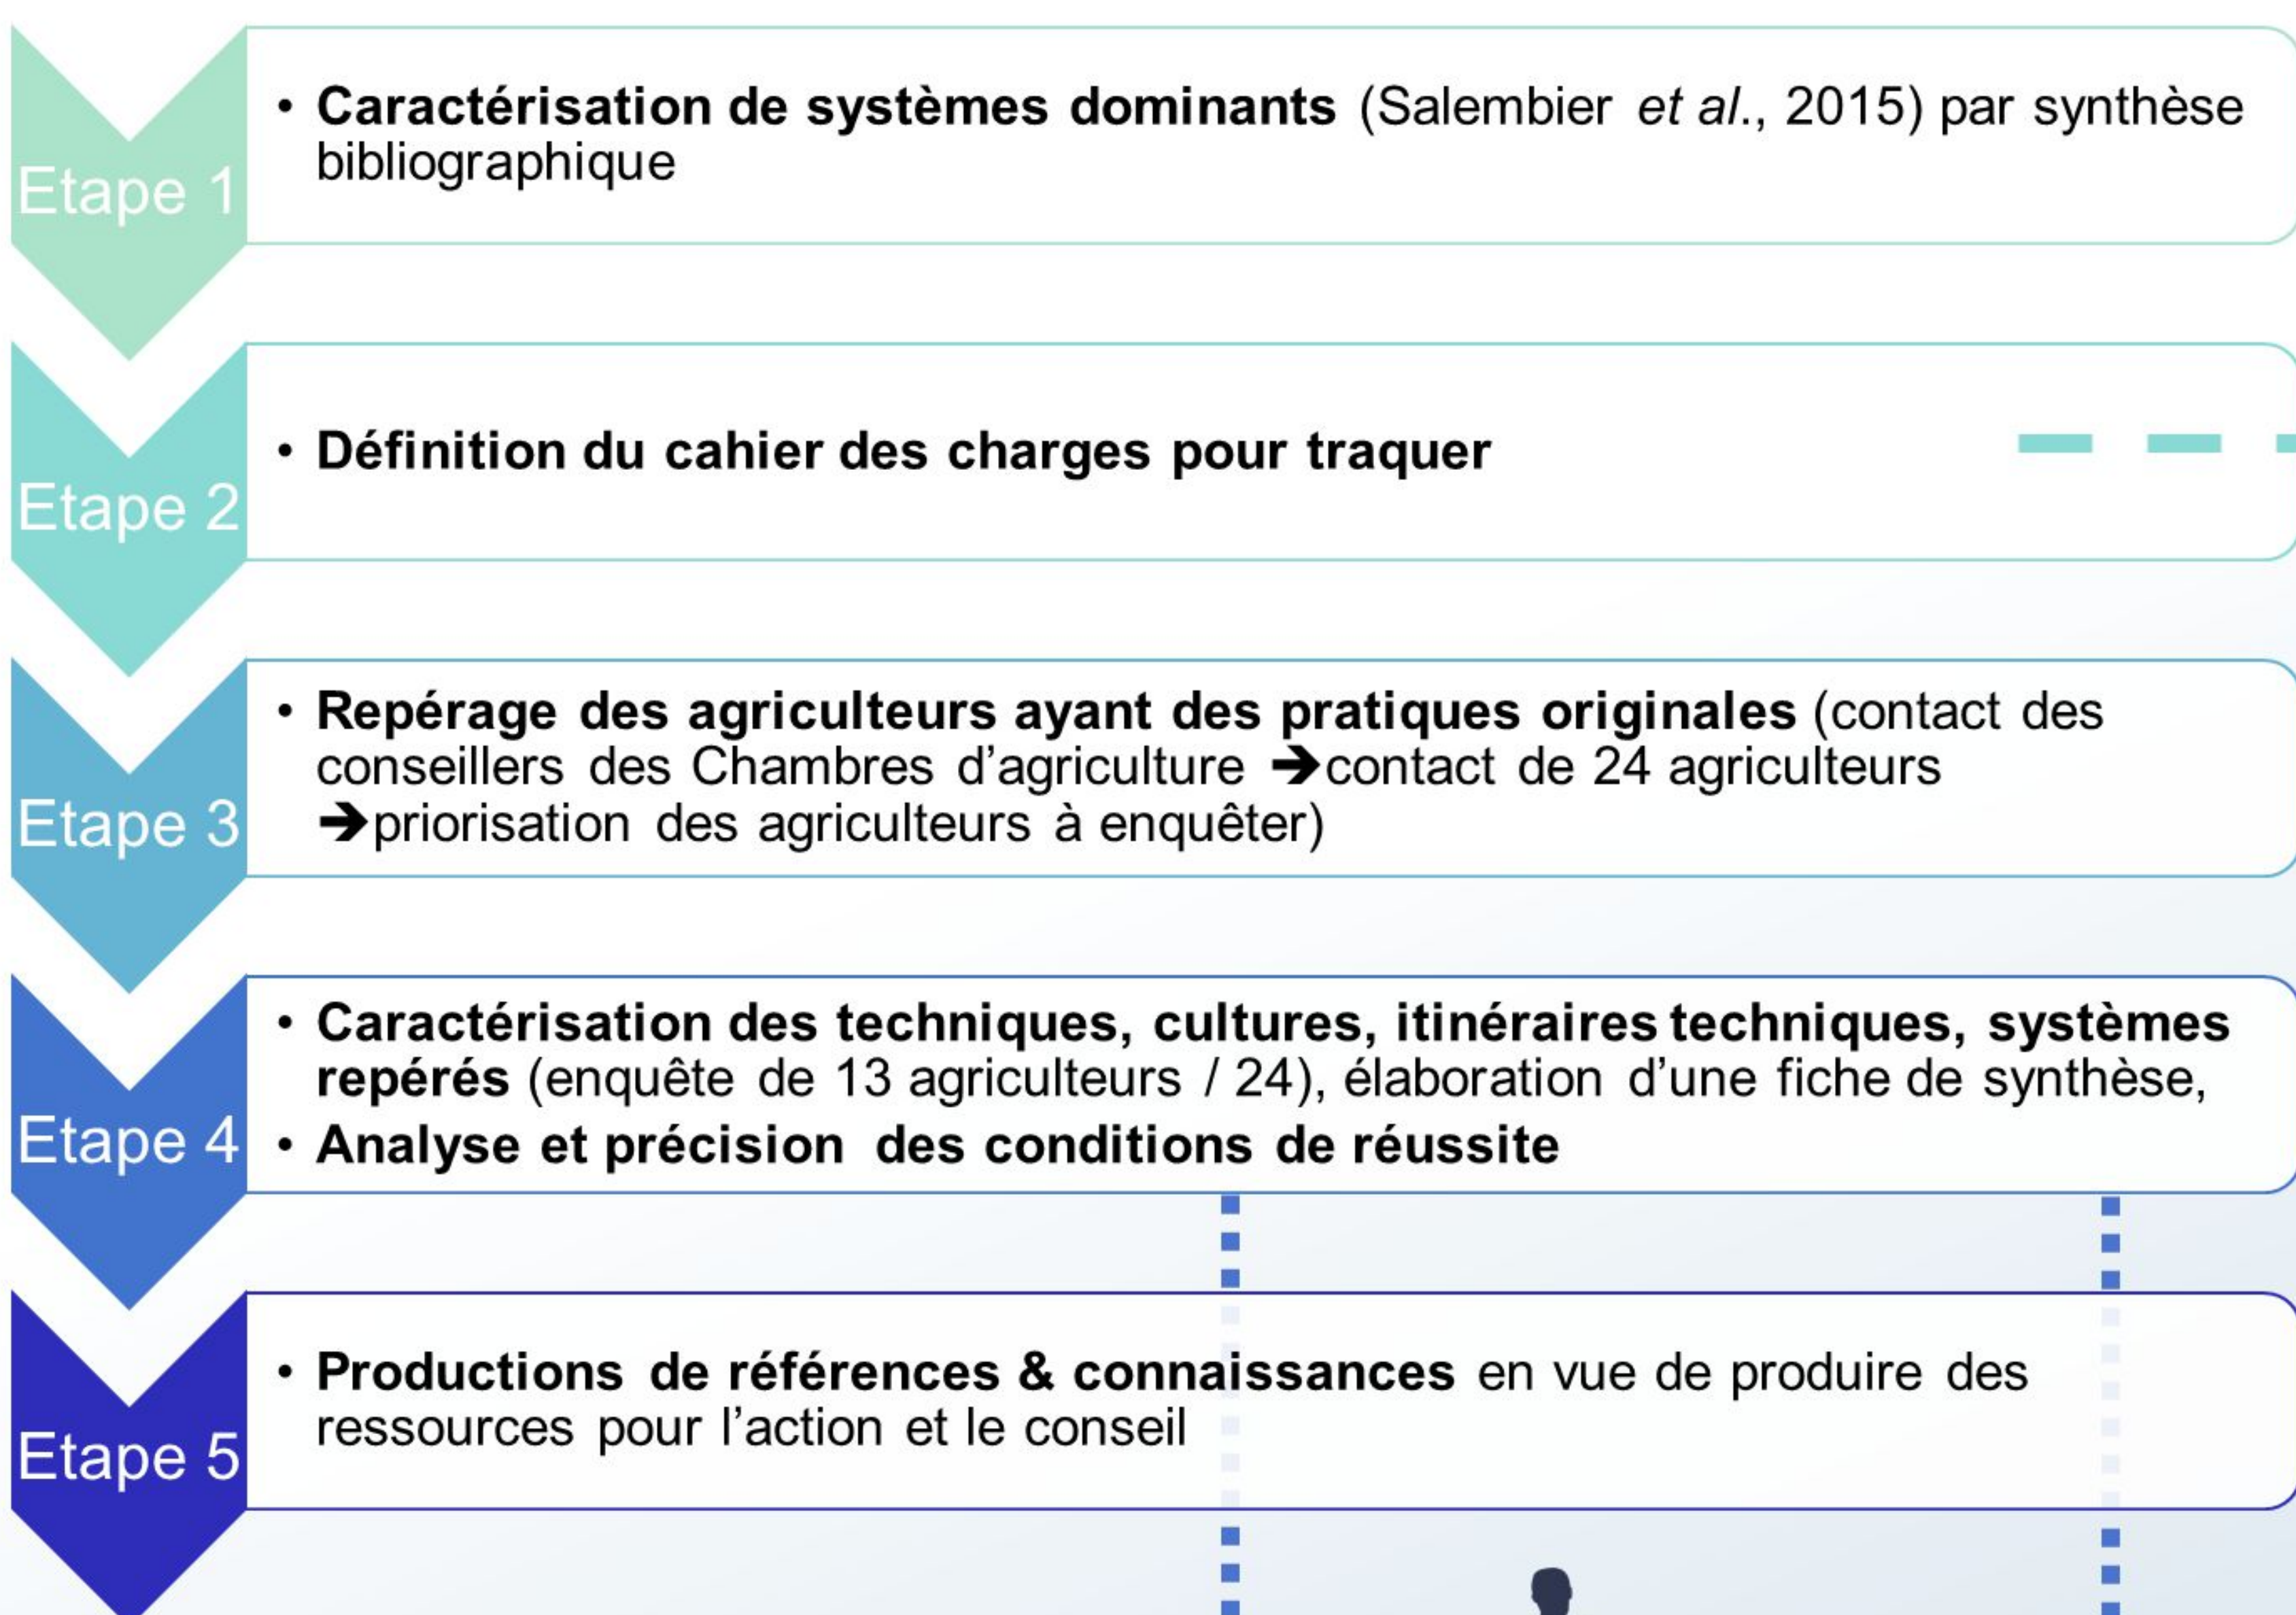 Etape 1
• Caractérisation de systèmes dominants (Salembier et al., 2015) par synthèse
bibliographique
Etape 2
• Définition du cahier des charges pour traquer
Etape 3
• Repérage des agriculteurs ayant des pratiques originales (contact des
conseillers des Chambres d'agriculture ➔contact de 24 agriculteurs
➔priorisation des agriculteurs à enquêter)
Etape 4
• Caractérisation des techniques, cultures, itinéraires techniques, systèmes
repérés (enquête de 13 agriculteurs / 24), élaboration d'une fiche de synthèse,
• Analyse et précision des conditions de réussite
Etape 5
• Productions de références & connaissances en vue de produire des
ressources pour l'action et le conseil